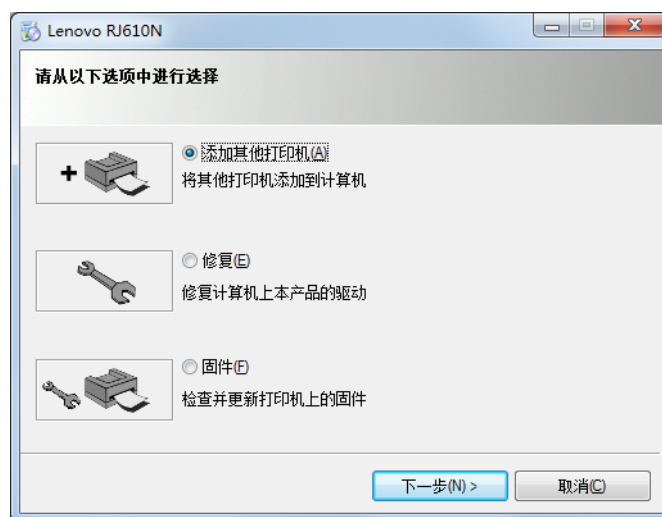 Lenovo RJ610N
请从以下选项中进行选择
添加其他打印机(A)
将其他打印机添加到计算机
修复(E)
修复计算机上本产品的驱动
固件(F)
检查并更新打印机上的固件
下一步(N) >
取消(C)